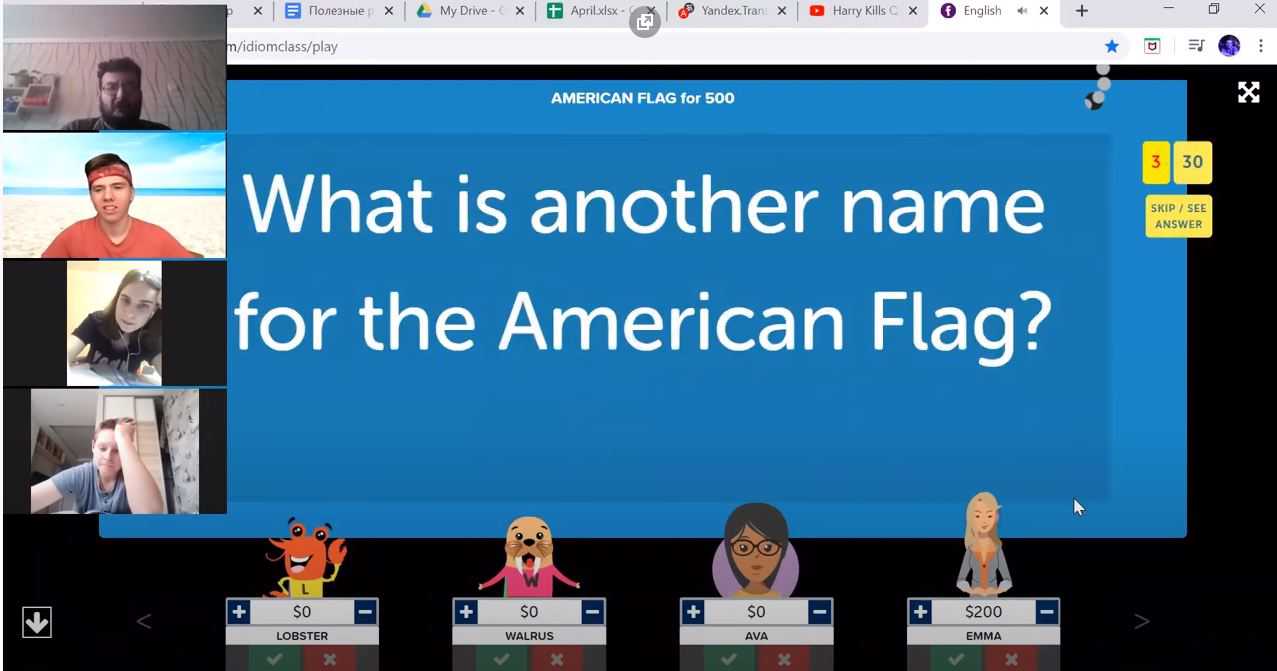 Полезные
My Drive -
April.xlsx -
Yandex.Tran
Harry Kills
English
/idiomclass/play
AMERICAN FLAG for 500
3 30
SKIP / SEE
ANSWER
What is another name
for the American Flag?
L
W
$0
$0
$0
$200
LOBSTER
WALRUS
AVA
EMMA